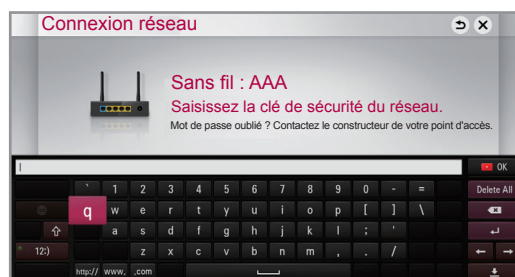 Connexion réseau
Sans fil : AAA
Saisissez la clé de sécurité du réseau.
Mot de passe oublié ? Contactez le constructeur de votre point d'accès.
OK
` 1 2 3 4 5 6 7 8 9 0 - = Delete All
q w e r t y u i o p [ ] \
a s d f g h j k l ; '
12:) z x c v b n m , . /
http:// www. .com